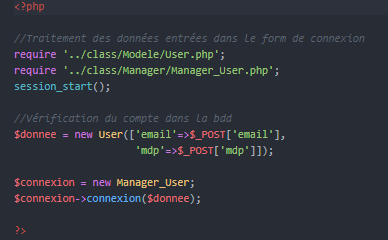 <?php
//Traitement des données entrées dans le form de connexion
require '../class/Modele/User.php';
require '../class/Manager/Manager_User.php';
session_start();
//Vérification du compte dans la bdd
$donnee = new User(['email'=>$_POST['email'],
'mdp'=>$_POST['mdp']]);
$connexion = new Manager_User;
$connexion->connexion($donnee);
?>